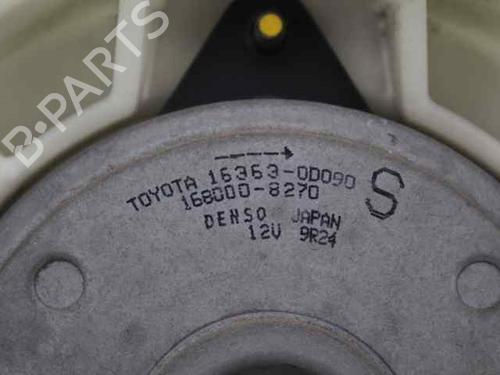 B-PARTS
TOYOTA 16363-0D090
168000-8270
S
DENSO JAPAN
12V 9R24